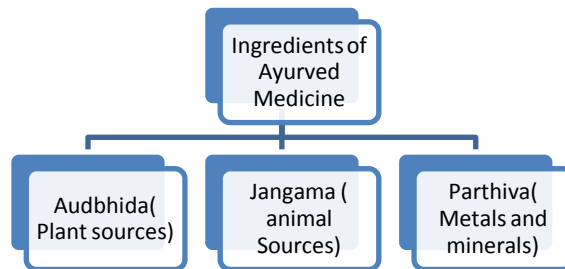 Ingredients of
Ayurved
Medicine
Audbhida(
Plant sources)
Jangama (
animal
Sources)
Parthiva(
Metals and
minerals)